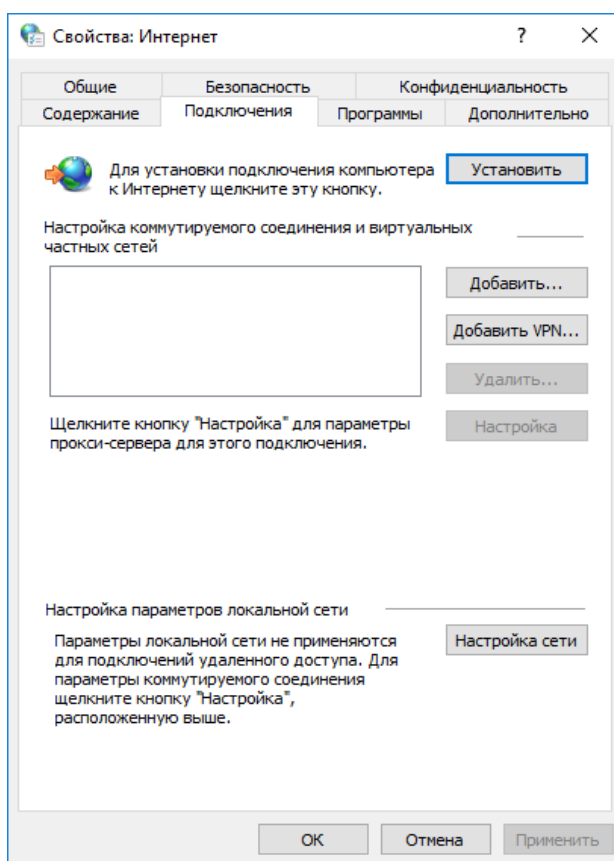 Свойства: Интернет
?
Общие
Безопасность
Конфиденциальность
Содержание
Подключения
Программы
Дополнительно
Для установки подключения компьютера
к Интернету щелкните эту кнопку.
Установить
Настройка коммутируемого соединения и виртуальных
частных сетей
Добавить...
Добавить VPN...
Удалить...
Щелкните кнопку "Настройка" для параметры
прокси-сервера для этого подключения.
Настройка
Настройка параметров локальной сети
Параметры локальной сети не применяются
для подключений удаленного доступа. Для
параметры коммутируемого соединения
щелкните кнопку "Настройка",
расположенную выше.
Настройка сети
ОК
Отмена
Применить